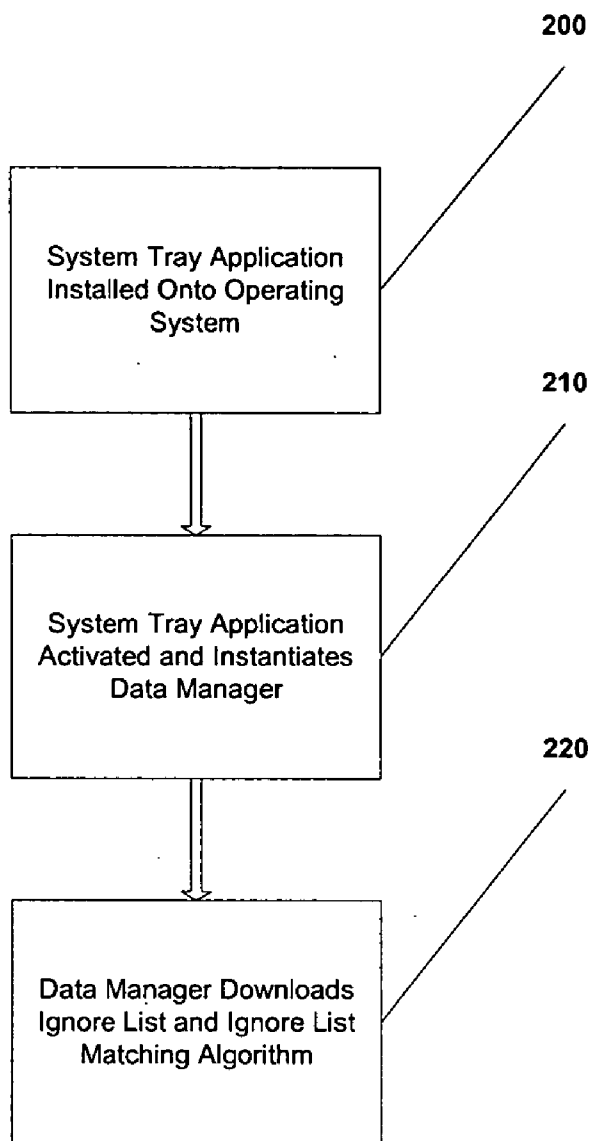 200
System Tray Application
Installed Onto Operating
System
210
System Tray Application
Activated and Instantiates
Data Manager
220
Data Manager Downloads
Ignore List and Ignore List
Matching Algorithm